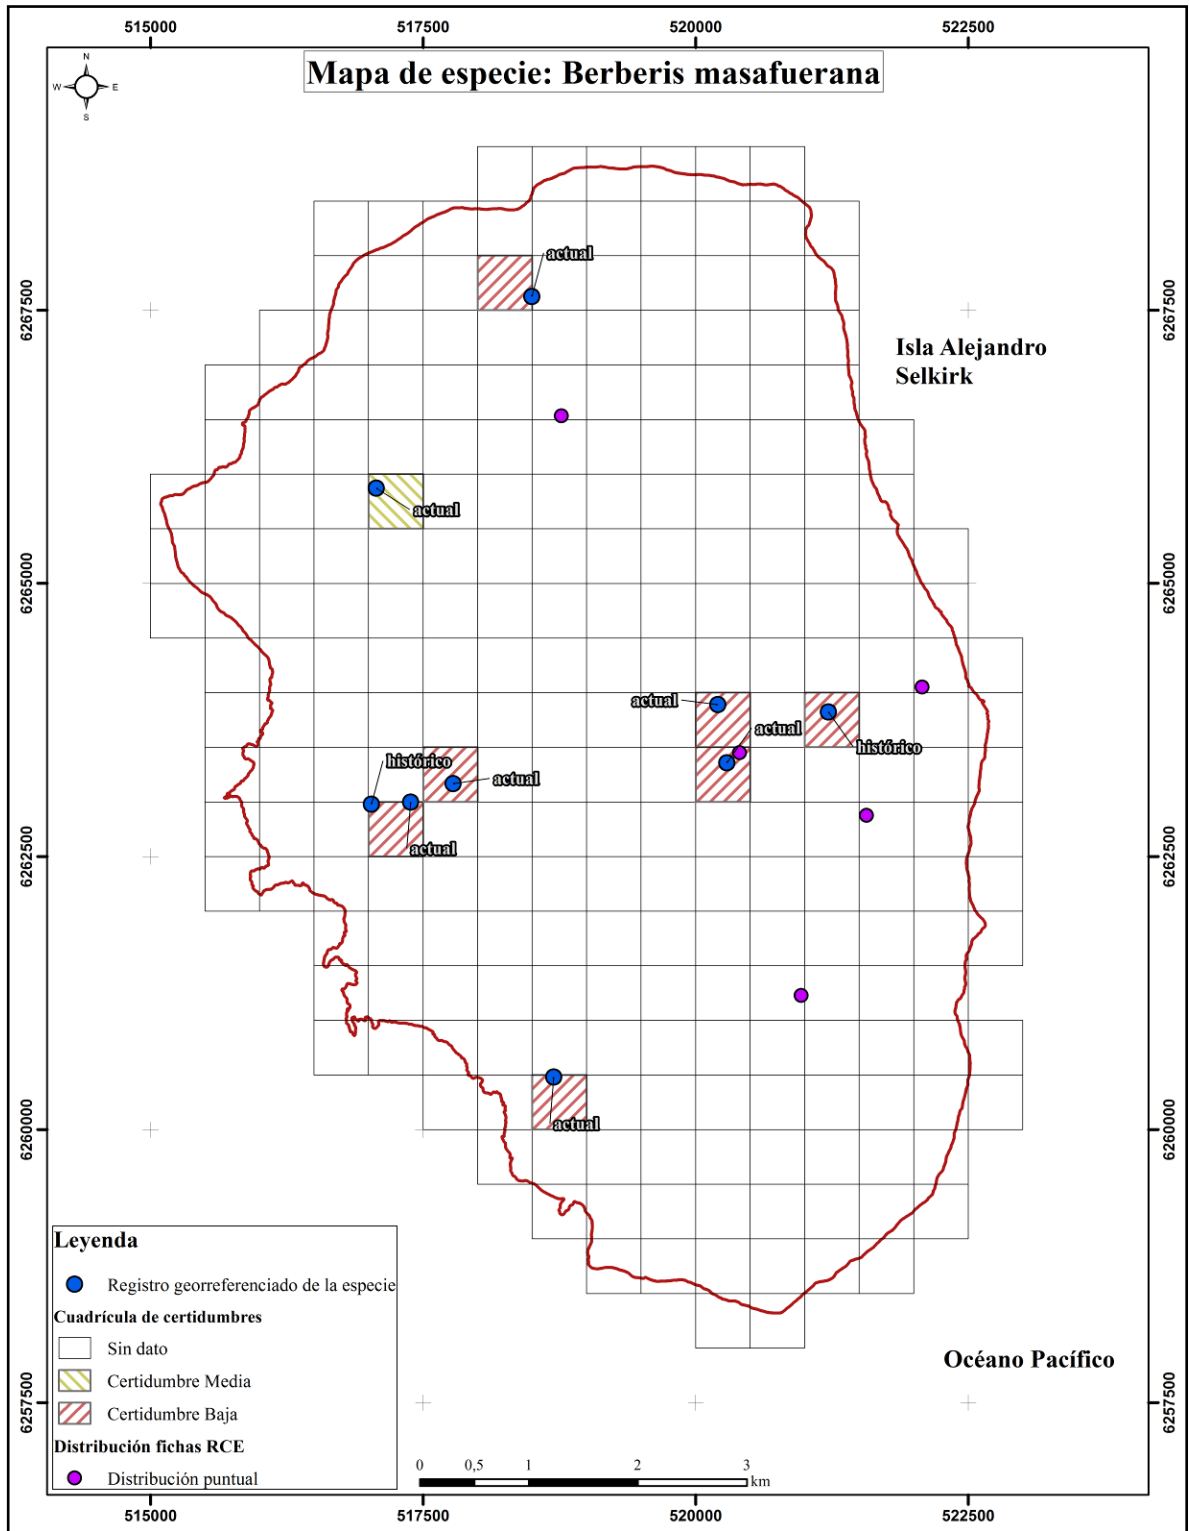 515000
517500
520000
522500
Mapa de especie: Berberis masafuerana
N
W
E
S
actual
6267500
6267500
Isla Alejandro
Selkirk
actual
6265000
6265000
actual
actual
histórico
histórico
actual
actual
6262500
6262500
actual
6260000
6260000
Leyenda
Registro georreferenciado de la especie
Cuadrícula de certidumbres
Sin dato
Certidumbre Media
Certidumbre Baja
Distribución fichas RCE
Distribución puntual
Océano Pacífico
6257500
6257500
0
0,5
1
2
3
km
515000
517500
520000
522500